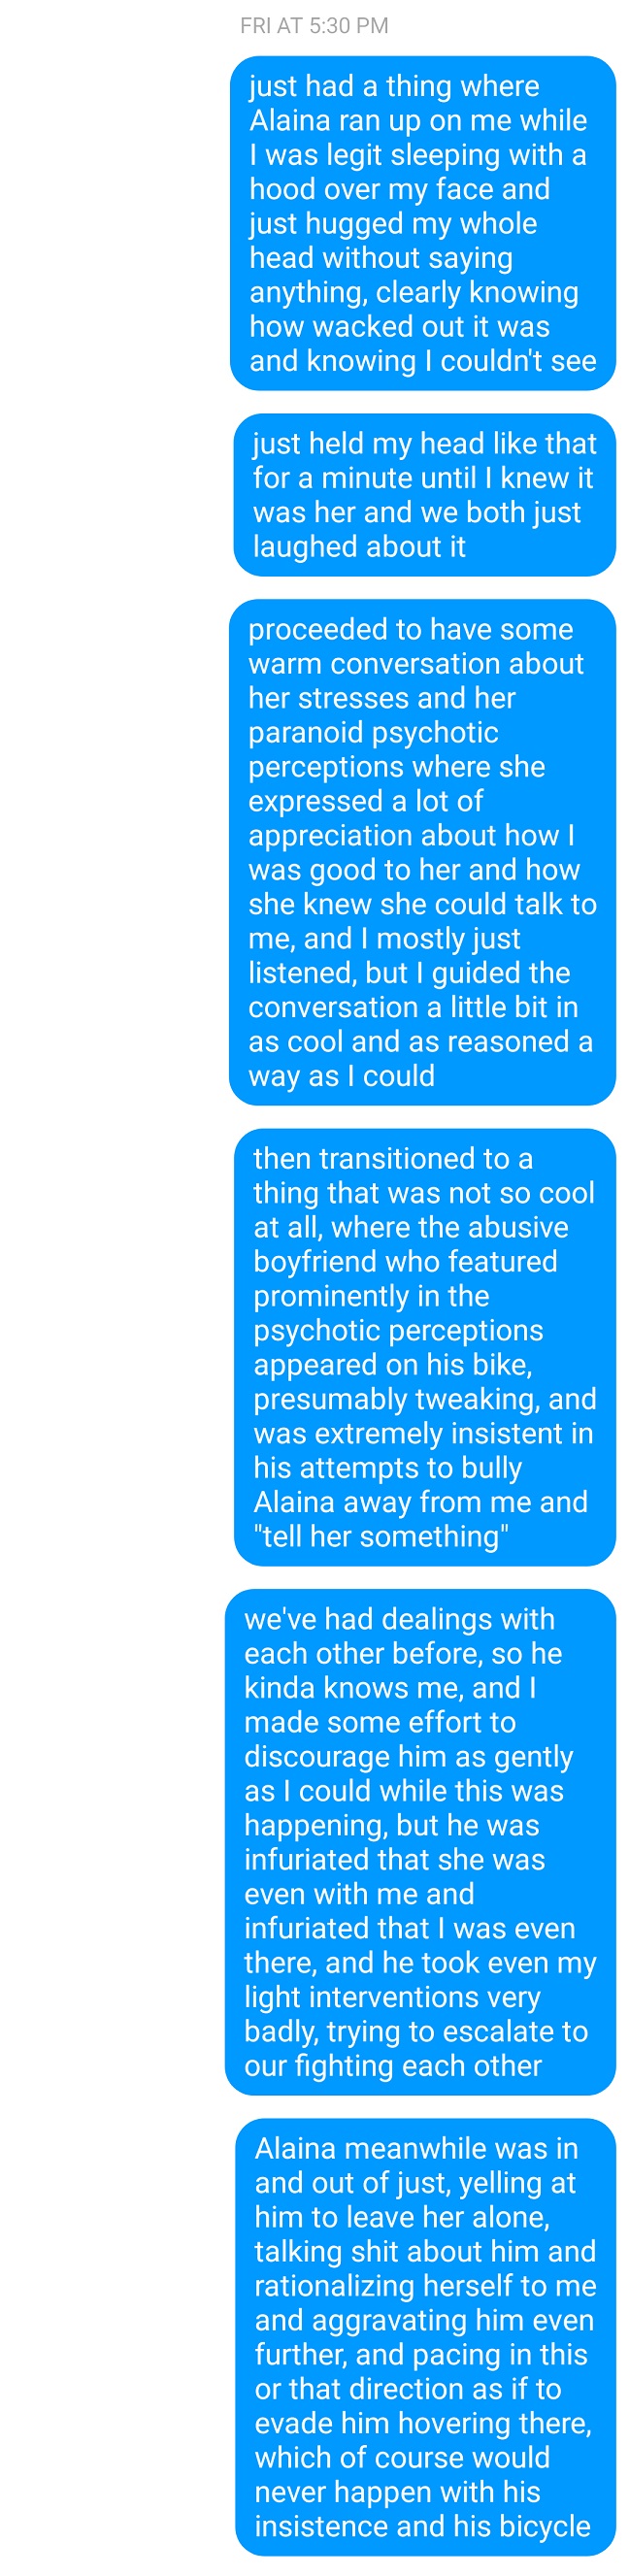 FRI AT 5:30 PM
just had a thing where
Alaina ran up on me while
I was legit sleeping with a
hood over my face and
just hugged my whole
head without saying
anything, clearly knowing
how wacked out it was
and knowing I couldn't see
just held my head like that
for a minute until I knew it
was her and we both just
laughed about it
proceeded to have some
warm conversation about
her stresses and her
paranoid psychotic
perceptions where she
expressed a lot of
appreciation about how I
was good to her and how
she knew she could talk to
me, and I mostly just
listened, but I guided the
conversation a little bit in
as cool and as reasoned a
way as I could
then transitioned to a
thing that was not so cool
at all, where the abusive
boyfriend who featured
prominently in the
psychotic perceptions
appeared on his bike,
presumably tweaking, and
was extremely insistent in
his attempts to bully
Alaina away from me and
"tell her something"
we've had dealings with
each other before, so he
kinda knows me, and I
made some effort to
discourage him as gently
as I could while this was
happening, but he was
infuriated that she was
even with me and
infuriated that I was even
there, and he took even my
light interventions very
badly, trying to escalate to
our fighting each other
Alaina meanwhile was in
and out of just, yelling at
him to leave her alone,
talking shit about him and
rationalizing herself to me
and aggravating him even
further, and pacing in this
or that direction as if to
evade him hovering there,
which of course would
never happen with his
insistence and his bicycle